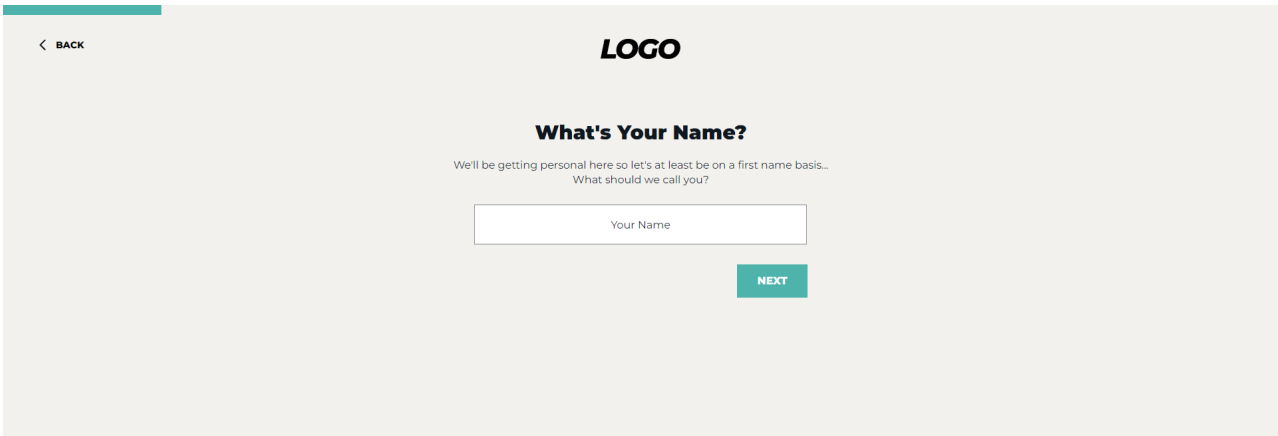 BACK
LOGO
What's Your Name?
We'll be getting personal here so let's at least be on a first name basis...
What should we call you?
Your Name
NEXT